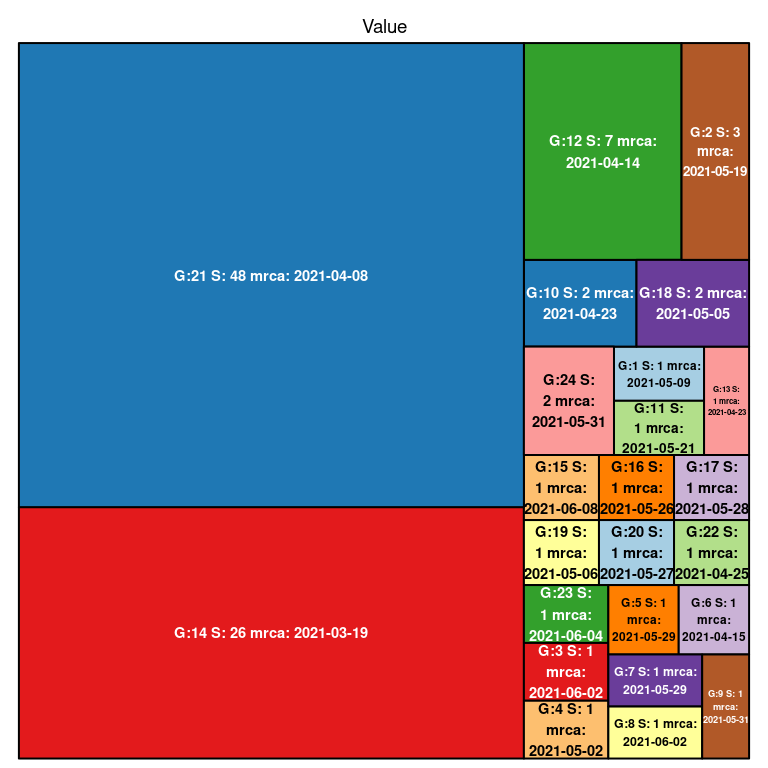 Value
G:21 S: 48 mrca: 2021-04-08
G:14 S: 26 mrca: 2021-03-19
G:12 S: 7 mrca:
2021-04-14
G:2 S: 3
mrca:
2021-05-19
G:10 S: 2 mrca:
2021-04-23
G:18 S: 2 mrca:
2021-05-05
G:24 S:
2 mrca:
2021-05-31
G:1 S: 1 mrca:
2021-05-09
G:11 S:
1 mrca:
2021-05-21
G:13 S:
1 mrca:
2021-04-23
G:15 S:
1 mrca:
2021-06-08
G:16 S:
1 mrca:
2021-05-26
G:17 S:
1 mrca:
2021-05-28
G:19 S:
1 mrca:
2021-05-06
G:20 S:
1 mrca:
2021-05-27
G:22 S:
1 mrca:
2021-04-25
G:23 S:
1 mrca:
2021-06-04
G:3 S: 1
mrca:
2021-06-02
G:4 S: 1
mrca:
2021-05-02
G:5 S: 1
mrca:
2021-05-29
G:6 S: 1
mrca:
2021-04-15
G:7 S: 1 mrca:
2021-05-29
G:8 S: 1 mrca:
2021-06-02
G:9 S: 1
mrca:
2021-05-31